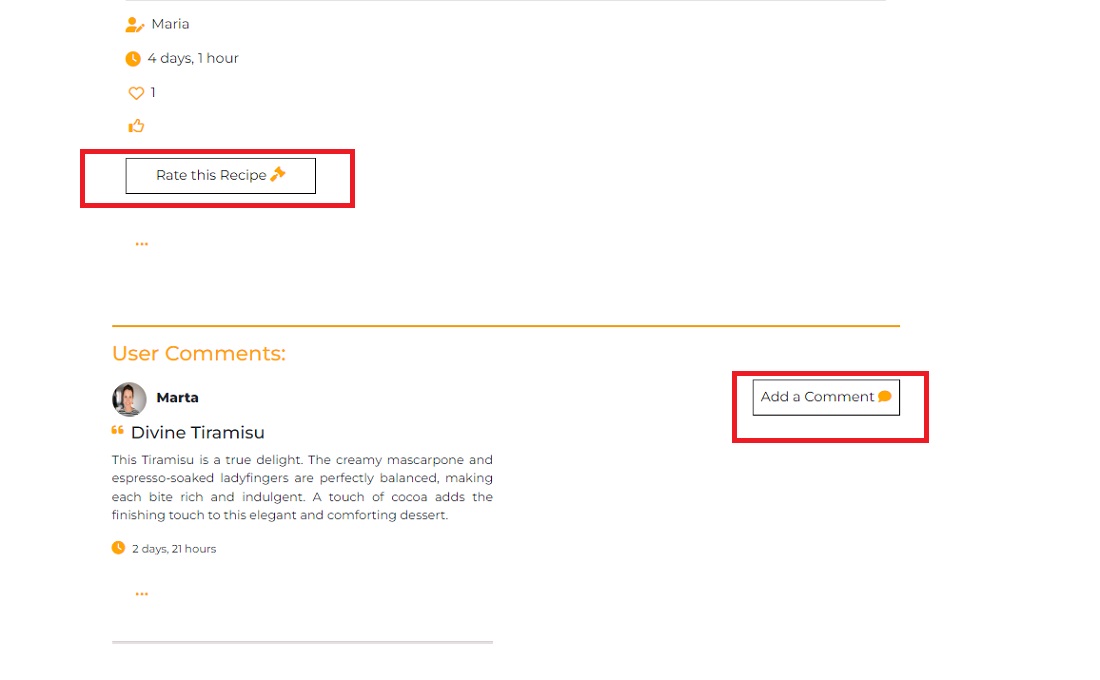 Maria
4 days, 1 hour
1
Rate this Recipe
...
User Comments:
Marta
Add a Comment
❝ Divine Tiramisu
This Tiramisu is a true delight. The creamy mascarpone and
espresso-soaked ladyfingers are perfectly balanced, making
each bite rich and indulgent. A touch of cocoa adds the
finishing touch to this elegant and comforting dessert.
2 days, 21 hours
...